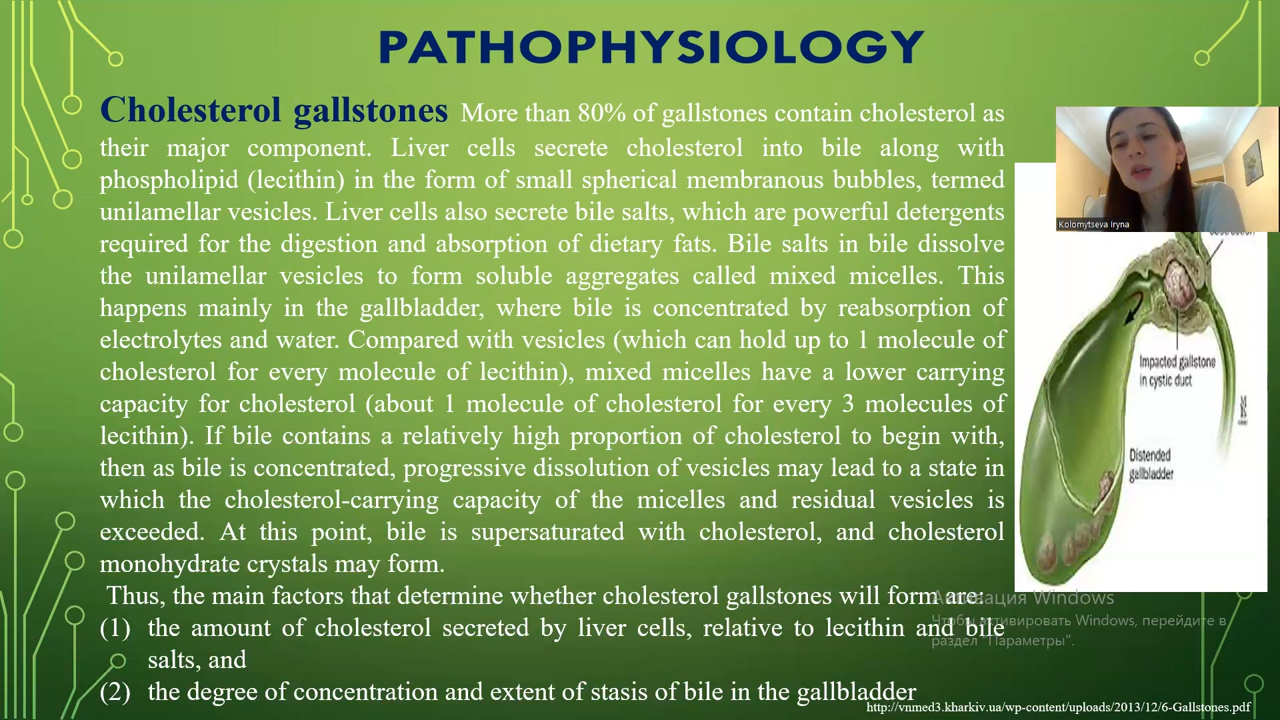 PATHOPHYSIOLOGY
Cholesterol gallstones More than 80% of gallstones contain cholesterol as
their major component. Liver cells secrete cholesterol into bile along with
phospholipid (lecithin) in the form of small spherical membranous bubbles, termed
unilamellar vesicles. Liver cells also secrete bile salts, which are powerful detergents
required for the digestion and absorption of dietary fats. Bile salts in bile dissolve
the unilamellar vesicles to form soluble aggregates called mixed micelles. This
happens mainly in the gallbladder, where bile is concentrated by reabsorption of
electrolytes and water. Compared with vesicles (which can hold up to 1 molecule of
cholesterol for every molecule of lecithin), mixed micelles have a lower carrying
capacity for cholesterol (about 1 molecule of cholesterol for every 3 molecules of
lecithin). If bile contains a relatively high proportion of cholesterol to begin with,
then as bile is concentrated, progressive dissolution of vesicles may lead to a state in
which the cholesterol-carrying capacity of the micelles and residual vesicles is
exceeded. At this point, bile is supersaturated with cholesterol, and cholesterol
monohydrate crystals may form.
Thus, the main factors that determine whether cholesterol gallstones will form are:
(1) the amount of cholesterol secreted by liver cells, relative to lecithin and bile
salts, and
(2) the degree of concentration and extent of stasis of bile in the gallbladder
Kolomytseva Iryna
Impacted gallstone
in cystic duct
Distended
gallbladder
Активация Windows
Чтобы активировать Windows, перейдите в
раздел "Параметры".
http://vnmed3.kharkiv.ua/wp-content/uploads/2013/12/6-Gallstones.pdf